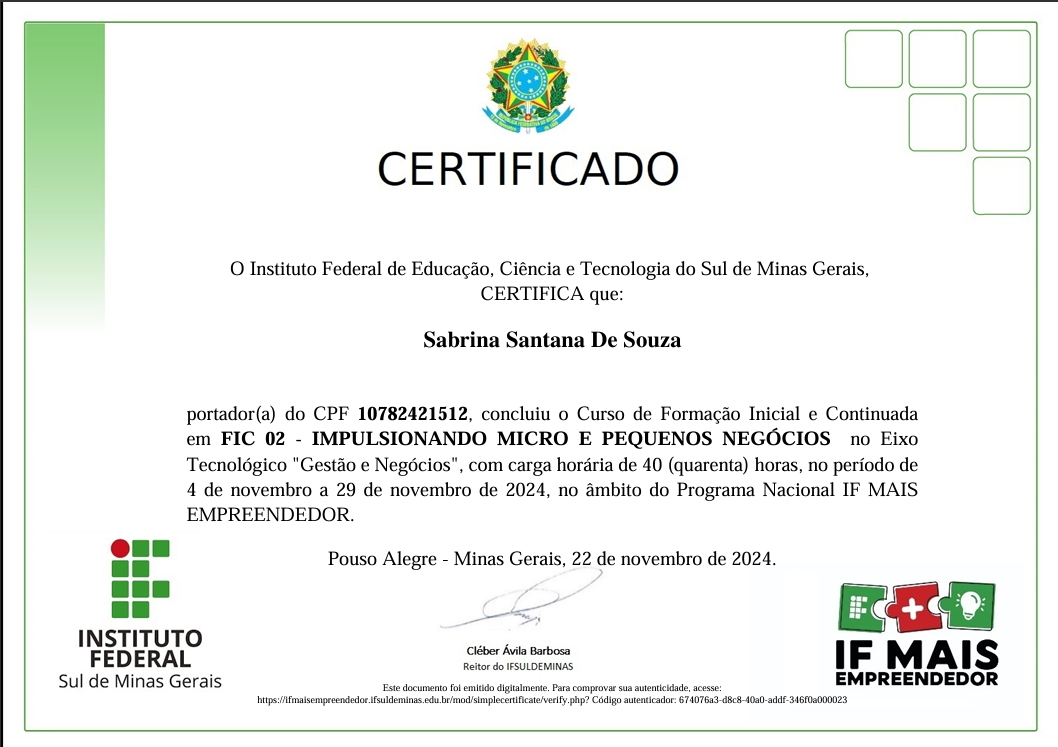 CERTIFICADO
O Instituto Federal de Educação, Ciência e Tecnologia do Sul de Minas Gerais,
CERTIFICA que:
Sabrina Santana De Souza
portador(a) do CPF 10782421512, concluiu o Curso de Formação Inicial e Continuada
em FIC 02 - IMPULSIONANDO MICRO E PEQUENOS NEGÓCIOS no Eixo
Tecnológico "Gestão e Negócios", com carga horária de 40 (quarenta) horas, no período de
4 de novembro a 29 de novembro de 2024, no âmbito do Programa Nacional IF MAIS
EMPREENDEDOR.
Pouso Alegre - Minas Gerais, 22 de novembro de 2024.
Cléber Ávila Barbosa
Reitor do IFSULDEMINAS
INSTITUTO
FEDERAL
Sul de Minas Gerais
IF MAIS
EMPREENDEDOR
Este documento foi emitido digitalmente. Para comprovar sua autenticidade, acesse:
https://ifmaisempreendedor.ifsuldeminas.edu.br/mod/simplecertificate/verify.php? Código autenticador: 674076a3-d8c8-40a0-addf-346f0a000023